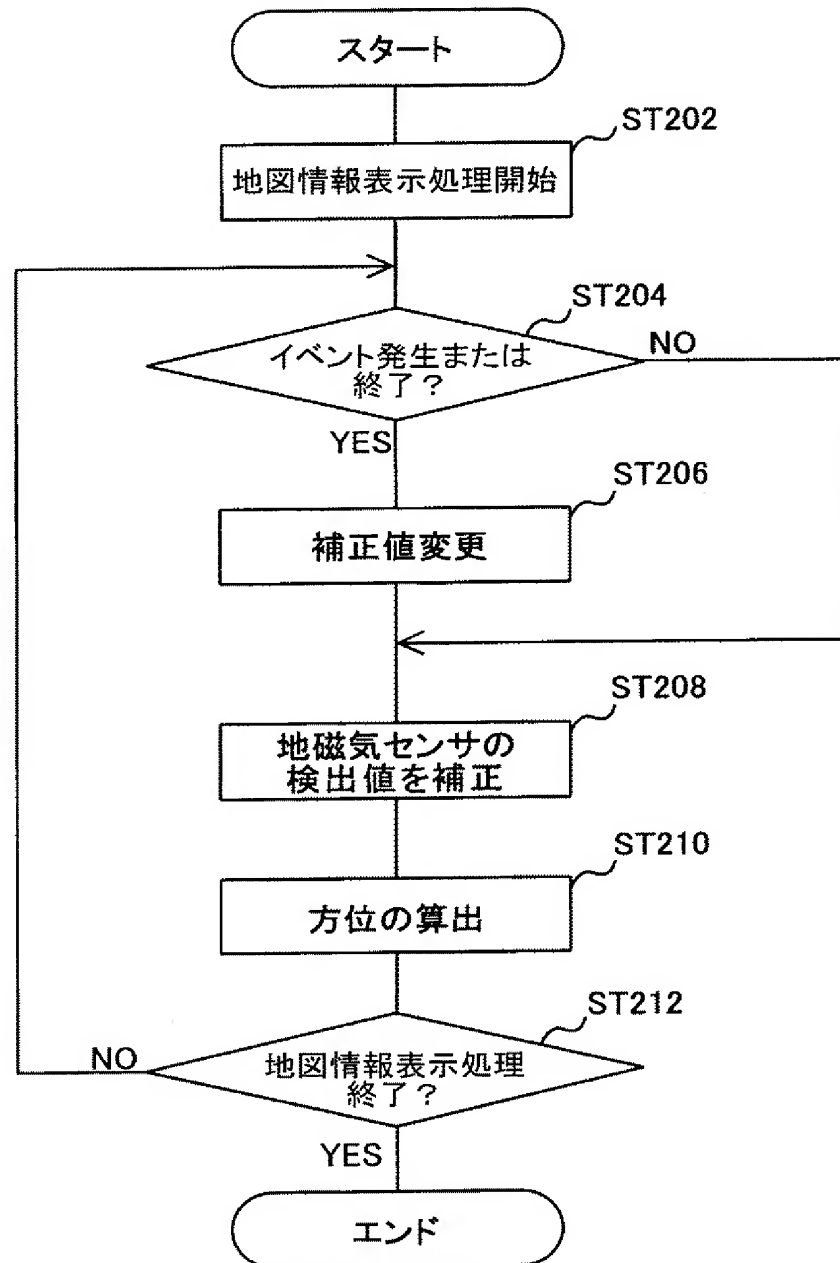 スタート
ST202
地図情報表示処理開始
ST204
イベント発生または
終了？
NO
YES
ST206
補正値変更
ST208
地磁気センサの
検出値を補正
ST210
方位の算出
ST212
地図情報表示処理
終了？
NO
YES
エンド